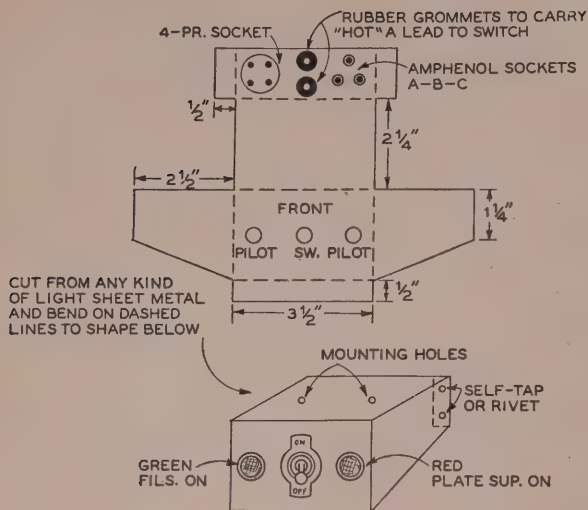 RUBBER GROMMETS TO CARRY
"HOT" A LEAD TO SWITCH
4-PR. SOCKET
AMPHENOL SOCKETS
A-B-C
1/2"
2 1/4"
2 1/2"
FRONT
1 1/4"
PILOT SW. PILOT
1/2"
3 1/2"
CUT FROM ANY KIND
OF LIGHT SHEET METAL
AND BEND ON DASHED
LINES TO SHAPE BELOW
MOUNTING HOLES
SELF-TAP
OR RIVET
ON
OFF
GREEN
FILS. ON
RED
PLATE SUP. ON